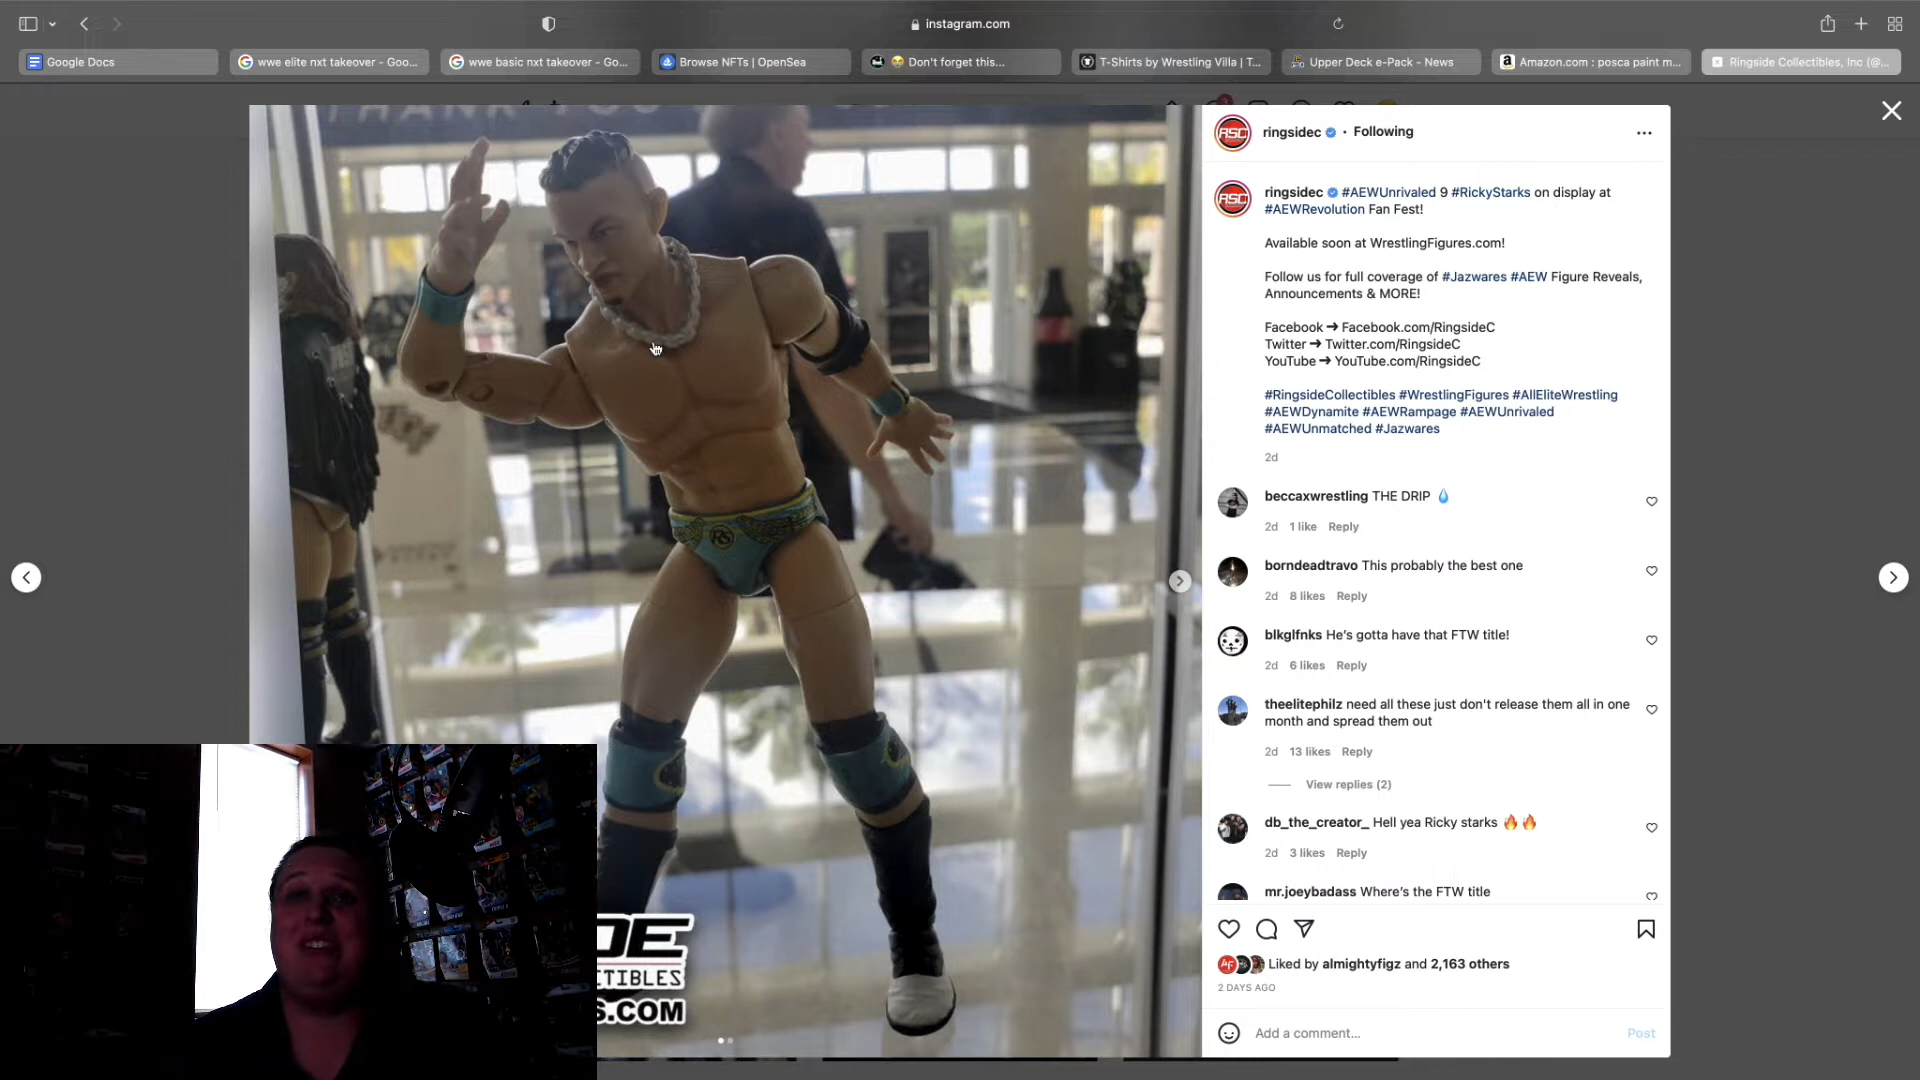 instagram.com
Google Docs
wwe elite nxt takeover - Goo...
wwe basic nxt takeover - Go...
Browse NFTs | OpenSea
😂 Don't forget this...
T-Shirts by Wrestling Villa | T...
Upper Deck e-Pack - News
Amazon.com : posca paint m...
Ringside Collectibles, Inc (@...
THANK YOU
RS
DE
TIBLES
S.COM
RSC
ringsidec • Following
RSC
ringsidec #AEWUnrivaled 9 #RickyStarks on display at
#AEWRevolution Fan Fest!
Available soon at WrestlingFigures.com!
Follow us for full coverage of #Jazwares #AEW Figure Reveals,
Announcements & MORE!
Facebook ➜ Facebook.com/RingsideC
Twitter ➜ Twitter.com/RingsideC
YouTube ➜ YouTube.com/RingsideC
#RingsideCollectibles #WrestlingFigures #AllEliteWrestling
#AEWDynamite #AEWRampage #AEWUnrivaled
#AEWUnmatched #Jazwares
2d
beccaxwrestling THE DRIP 💧
2d 1 like Reply
borndeadtravo This probably the best one
2d 8 likes Reply
blkglfnks He's gotta have that FTW title!
2d 6 likes Reply
theelitephilz need all these just don't release them all in one
month and spread them out
2d 13 likes Reply
View replies (2)
db_the_creator_ Hell yea Ricky starks 🔥🔥
2d 3 likes Reply
mr.joeybadass Where's the FTW title
Liked by almightyfigz and 2,163 others
2 DAYS AGO
Add a comment...
Post